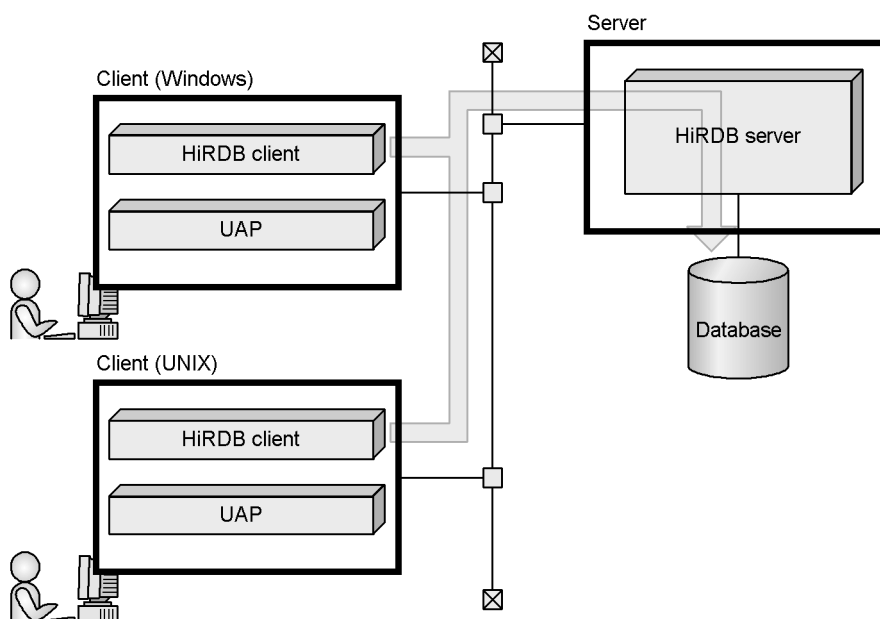 Server
Client (Windows)
HiRDB client
HiRDB server
UAP
Database
Client (UNIX)
HiRDB client
UAP